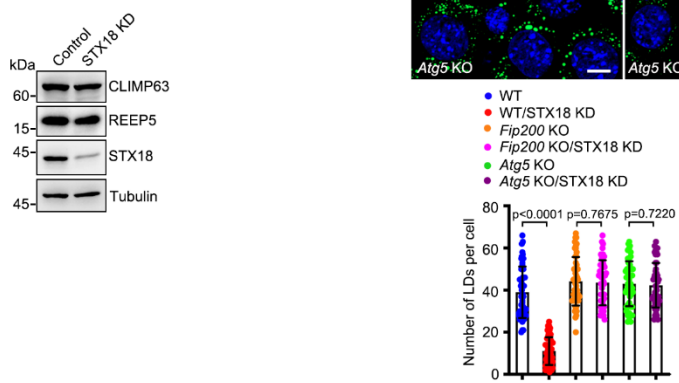 Control
STX18 KD
kDa
60-
CLIMP63
15-
REEP5
45-
STX18
45-
Tubulin
Atg5 KO
Atg5 KO
WT
WT/STX18 KD
Fip200 KO
Fip200 KO/STX18 KD
Atg5 KO
Atg5 KO/STX18 KD
p<0.0001 p=0.7675 p=0.7220
Number of LDs per cell
80
60
40
20
0